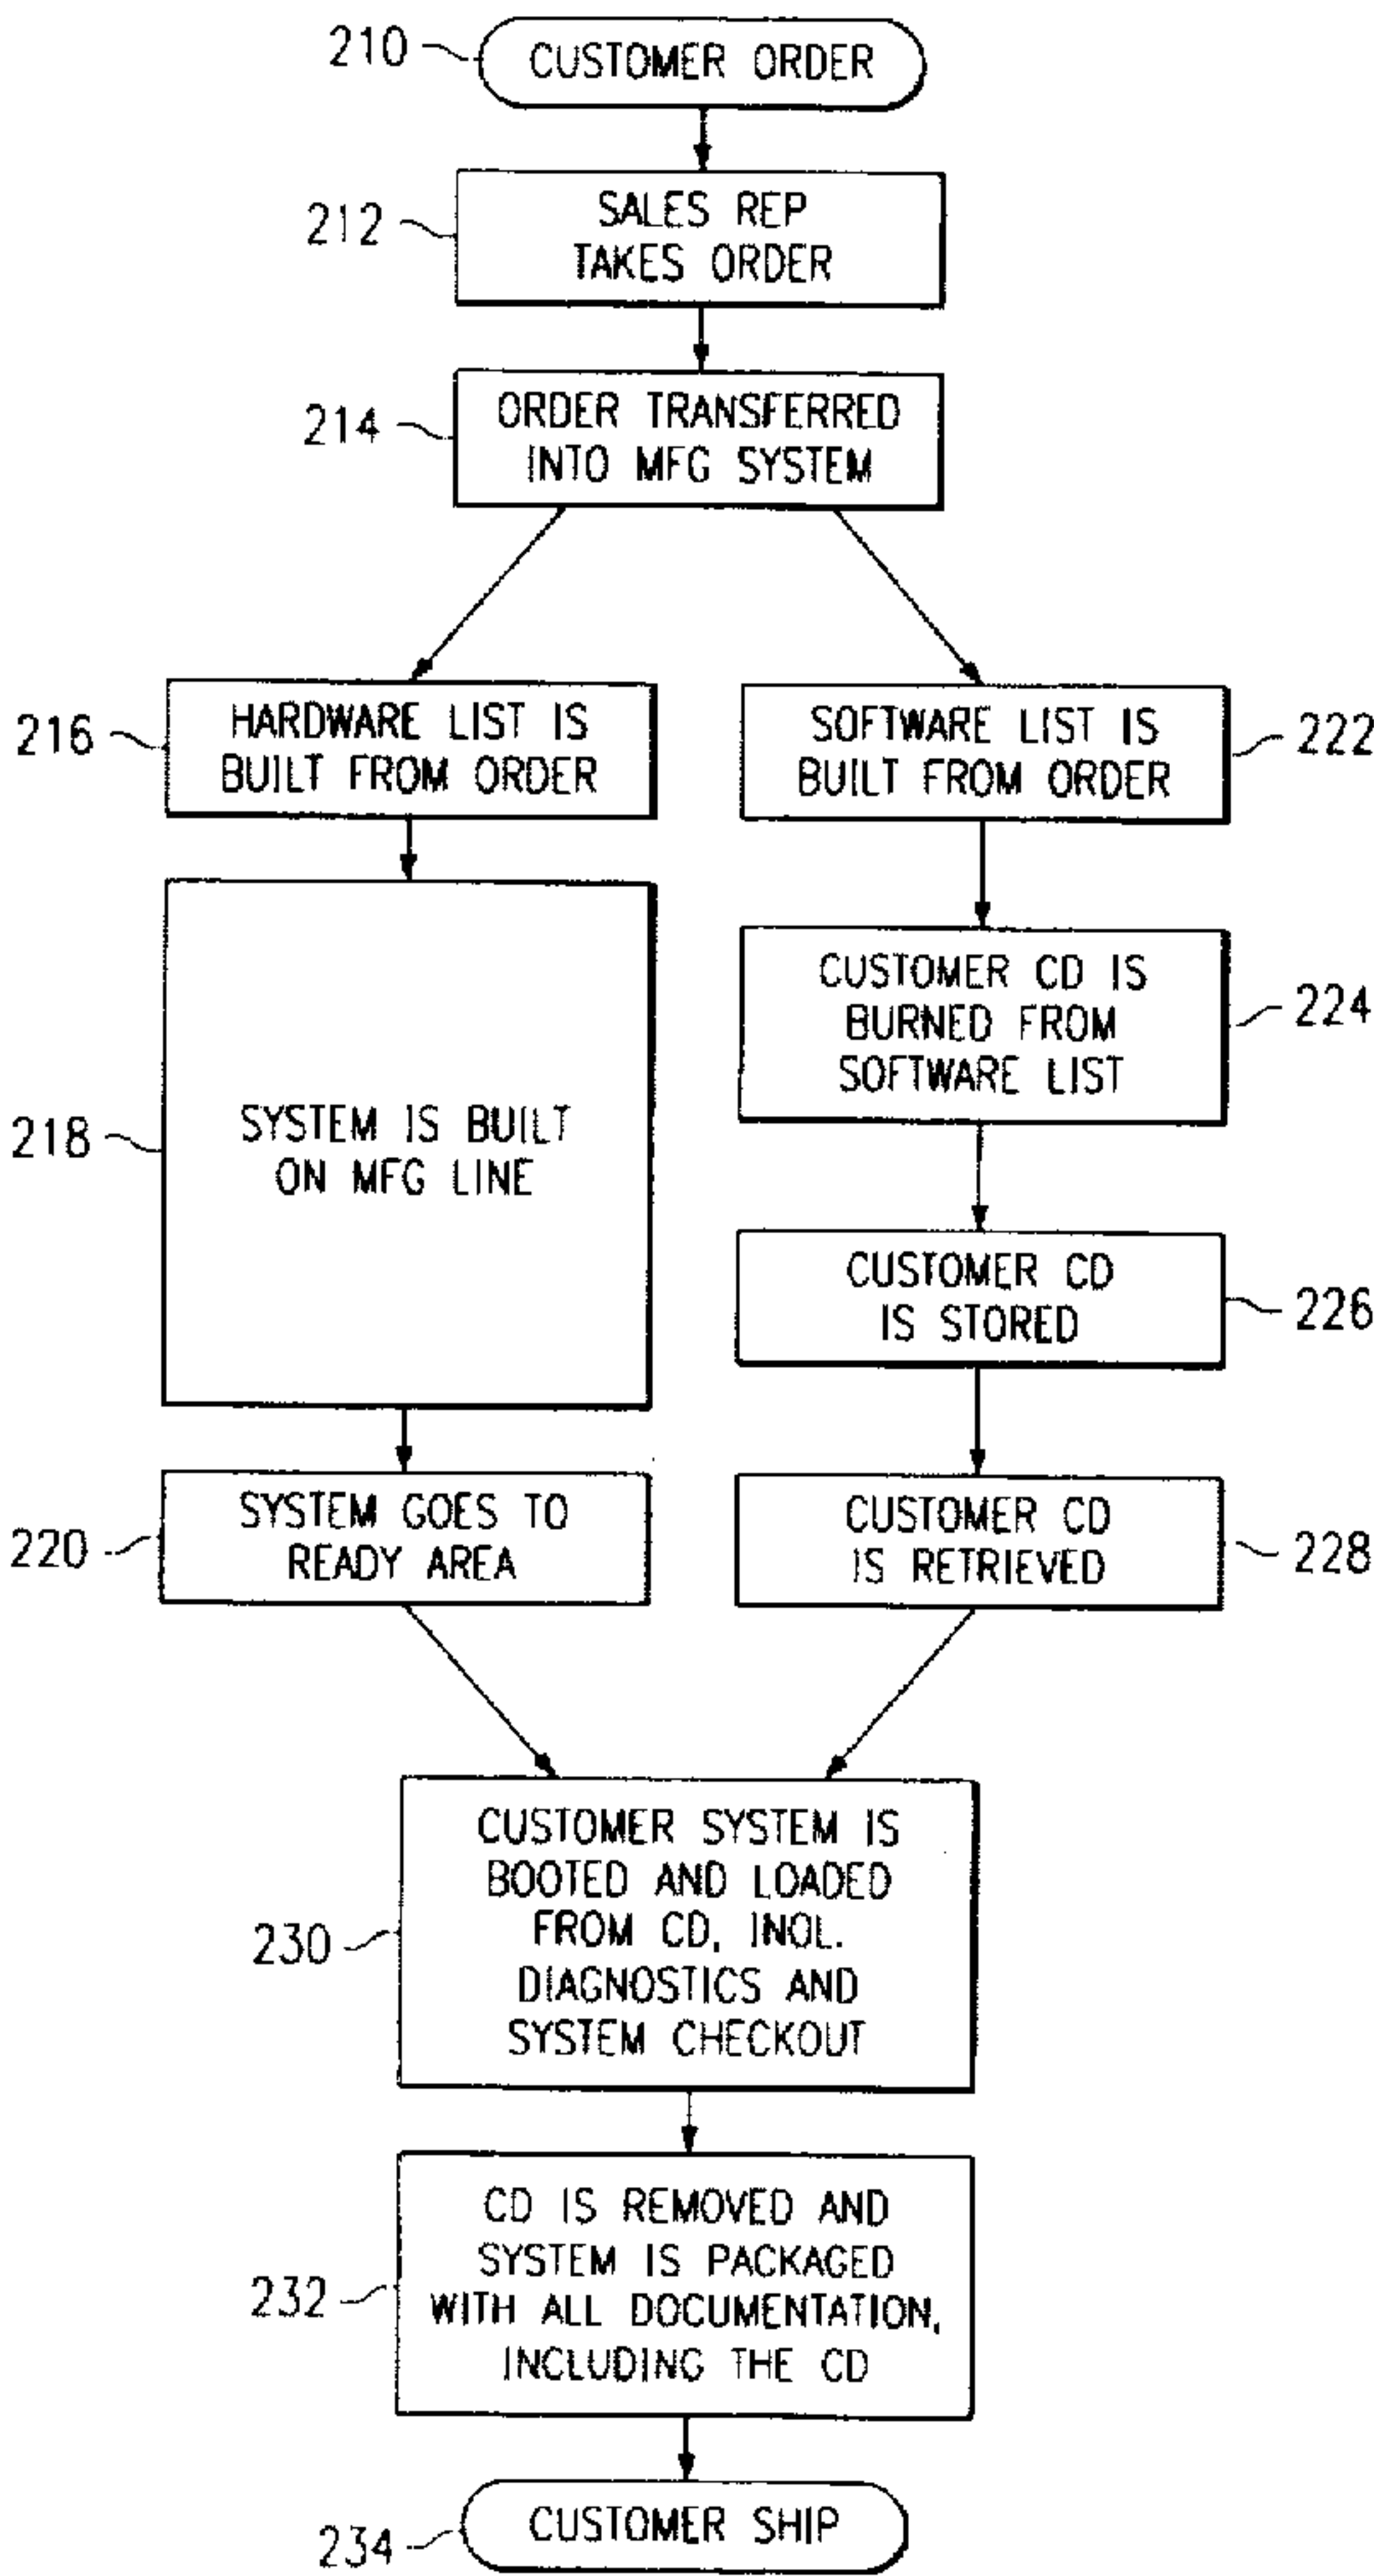 210
CUSTOMER ORDER
212
SALES REP
TAKES ORDER
214
ORDER TRANSFERRED
INTO MFG SYSTEM
216
HARDWARE LIST IS
BUILT FROM ORDER
SOFTWARE LIST IS
BUILT FROM ORDER
222
218
SYSTEM IS BUILT
ON MFG LINE
CUSTOMER CD IS
BURNED FROM
SOFTWARE LIST
224
CUSTOMER CD
IS STORED
226
220
SYSTEM GOES TO
READY AREA
CUSTOMER CD
IS RETRIEVED
228
230
CUSTOMER SYSTEM IS
BOOTED AND LOADED
FROM CD, INOL.
DIAGNOSTICS AND
SYSTEM CHECKOUT
232
CD IS REMOVED AND
SYSTEM IS PACKAGED
WITH ALL DOCUMENTATION,
INCLUDING THE CD
234
CUSTOMER SHIP